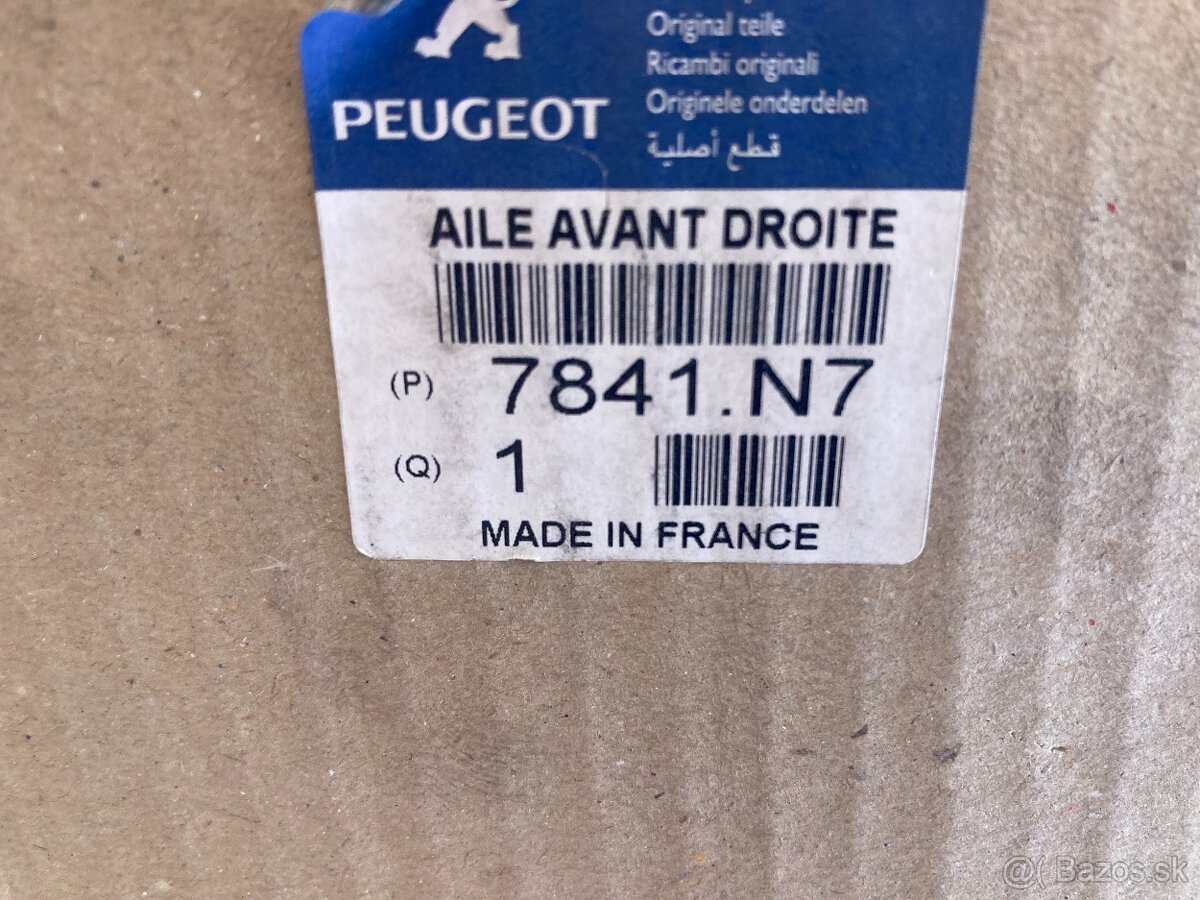 Original teile
Ricambi originali
Originele onderdelen
قطع أصلية
PEUGEOT
AILE AVANT DROITE
(P) 7841.N7
(Q) 1
MADE IN FRANCE
@( Bazos.sk